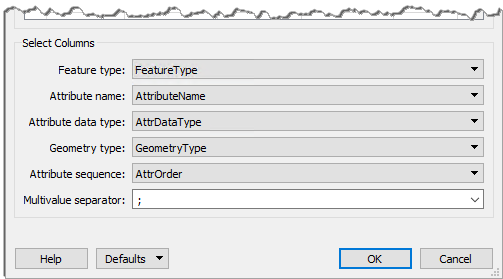 Select Columns
Feature type: FeatureType
Attribute name: AttributeName
Attribute data type: AttrDataType
Geometry type: GeometryType
Attribute sequence: AttrOrder
Multivalue separator: ;
Help Defaults OK Cancel